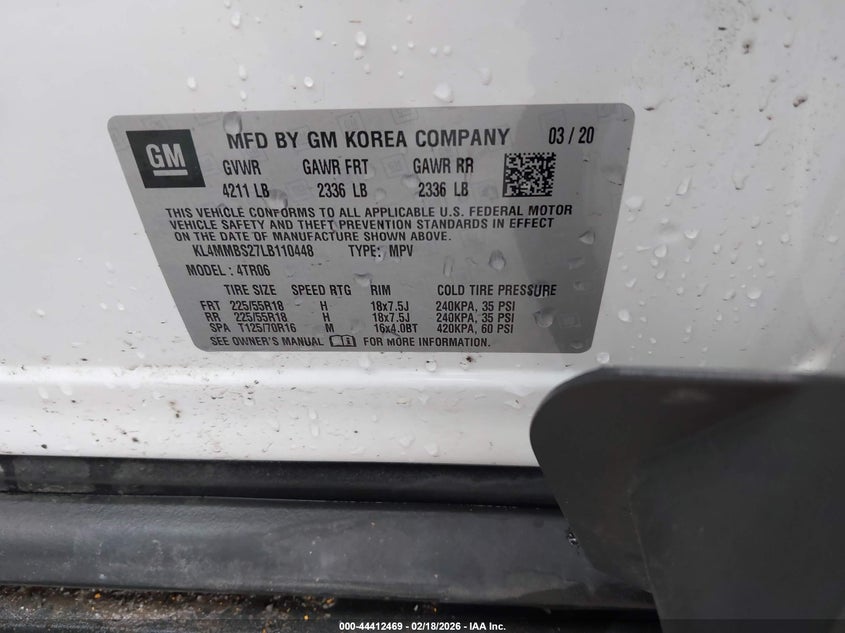 GM
MFD BY GM KOREA COMPANY 03 / 20
GVWR GAWR FRT GAWR RR
4211 LB 2336 LB 2336 LB
THIS VEHICLE CONFORMS TO ALL APPLICABLE U.S. FEDERAL MOTOR
VEHICLE SAFETY AND THEFT PREVENTION STANDARDS IN EFFECT
ON THE DATE OF MANUFACTURE SHOWN ABOVE.
KL4MMBS27LB110448 TYPE: MPV
MODEL : 4TR06
TIRE SIZE SPEED RTG RIM COLD TIRE PRESSURE
FRT 225/55R18 H 18x7.5J 240KPA, 35 PSI
RR 225/55R18 H 18x7.5J 240KPA, 35 PSI
SPA T125/70R16 M 16x4.0BT 420KPA, 60 PSI
SEE OWNER'S MANUAL FOR MORE INFORMATION.
000-44412469 - 02/18/2026 - IAA Inc.